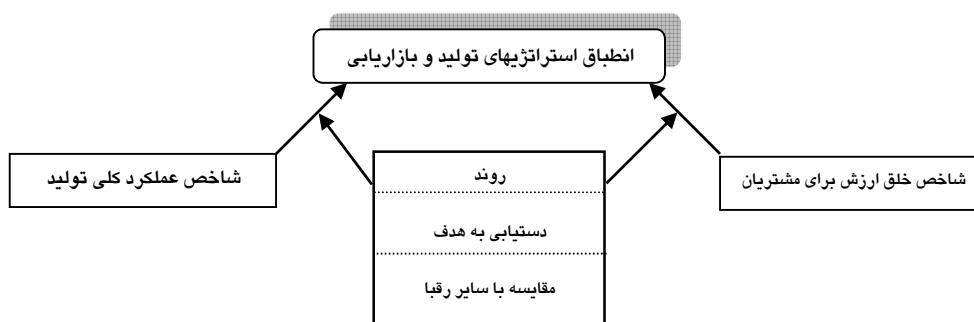 انطباق استراتژیهای تولید و بازاریابی
شاخص خلق ارزش برای مشتریان
روند
دستیابی به هدف
مقایسه با سایر رقبا
شاخص عملکرد کلی تولید